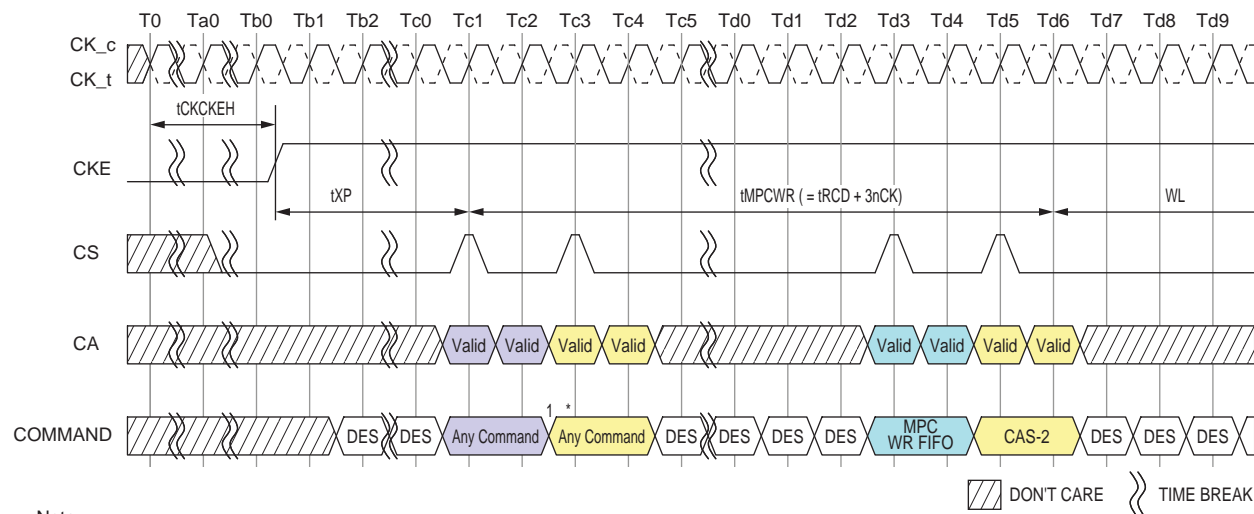 T0 Ta0 Tb0 Tb1 Tb2 Tc0 Tc1 Tc2 Tc3 Tc4 Tc5 Td0 Td1 Td2 Td3 Td4 Td5 Td6 Td7 Td8 Td9
CK_c
CK_t
tCKCKEH
CKE
tXP tMPCWR ( = tRCD + 3nCK) WL
CS
CA Valid Valid Valid Valid Valid Valid Valid Valid
1 *
COMMAND DES DES Any Command Any Command DES DES DES DES MPC WR FIFO CAS-2 DES DES DES
DON'T CARE TIME BREAK